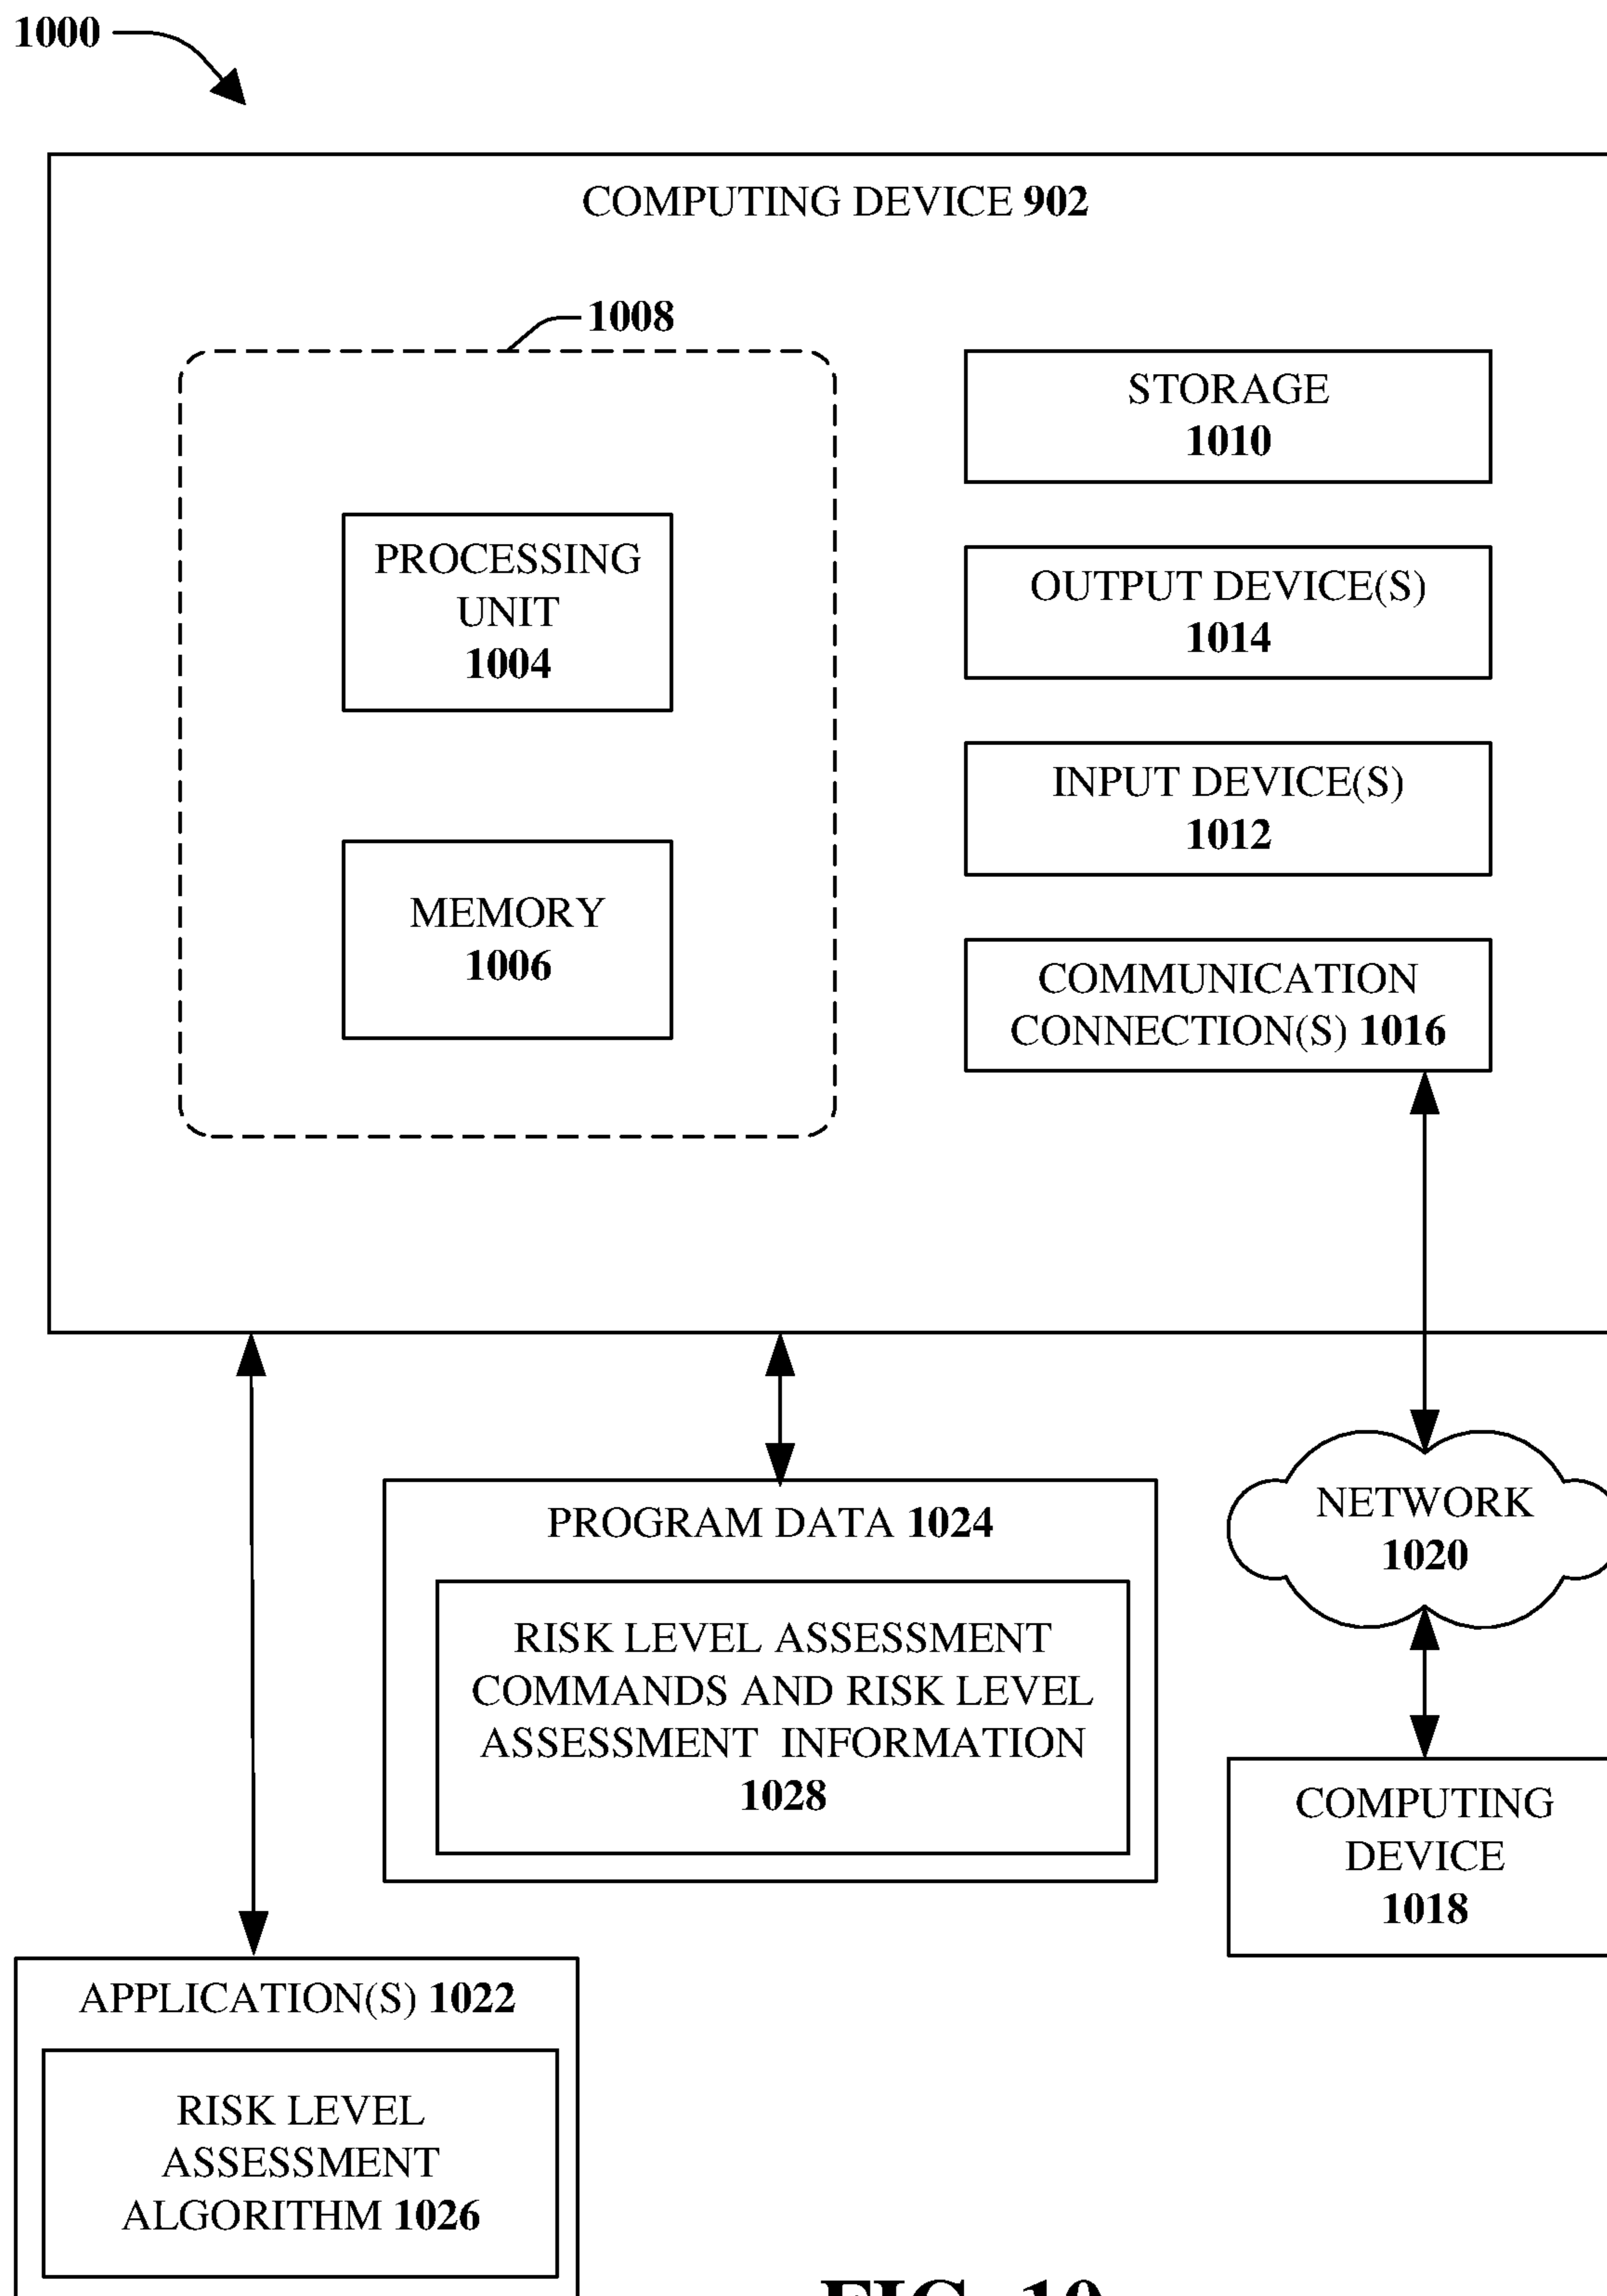 1000
COMPUTING DEVICE 902
1008
PROCESSING
UNIT
1004
MEMORY
1006
STORAGE
1010
OUTPUT DEVICE(S)
1014
INPUT DEVICE(S)
1012
COMMUNICATION
CONNECTION(S) 1016
PROGRAM DATA 1024
RISK LEVEL ASSESSMENT
COMMANDS AND RISK LEVEL
ASSESSMENT INFORMATION
1028
NETWORK
1020
COMPUTING
DEVICE
1018
APPLICATION(S) 1022
RISK LEVEL
ASSESSMENT
ALGORITHM 1026
FIG. 10